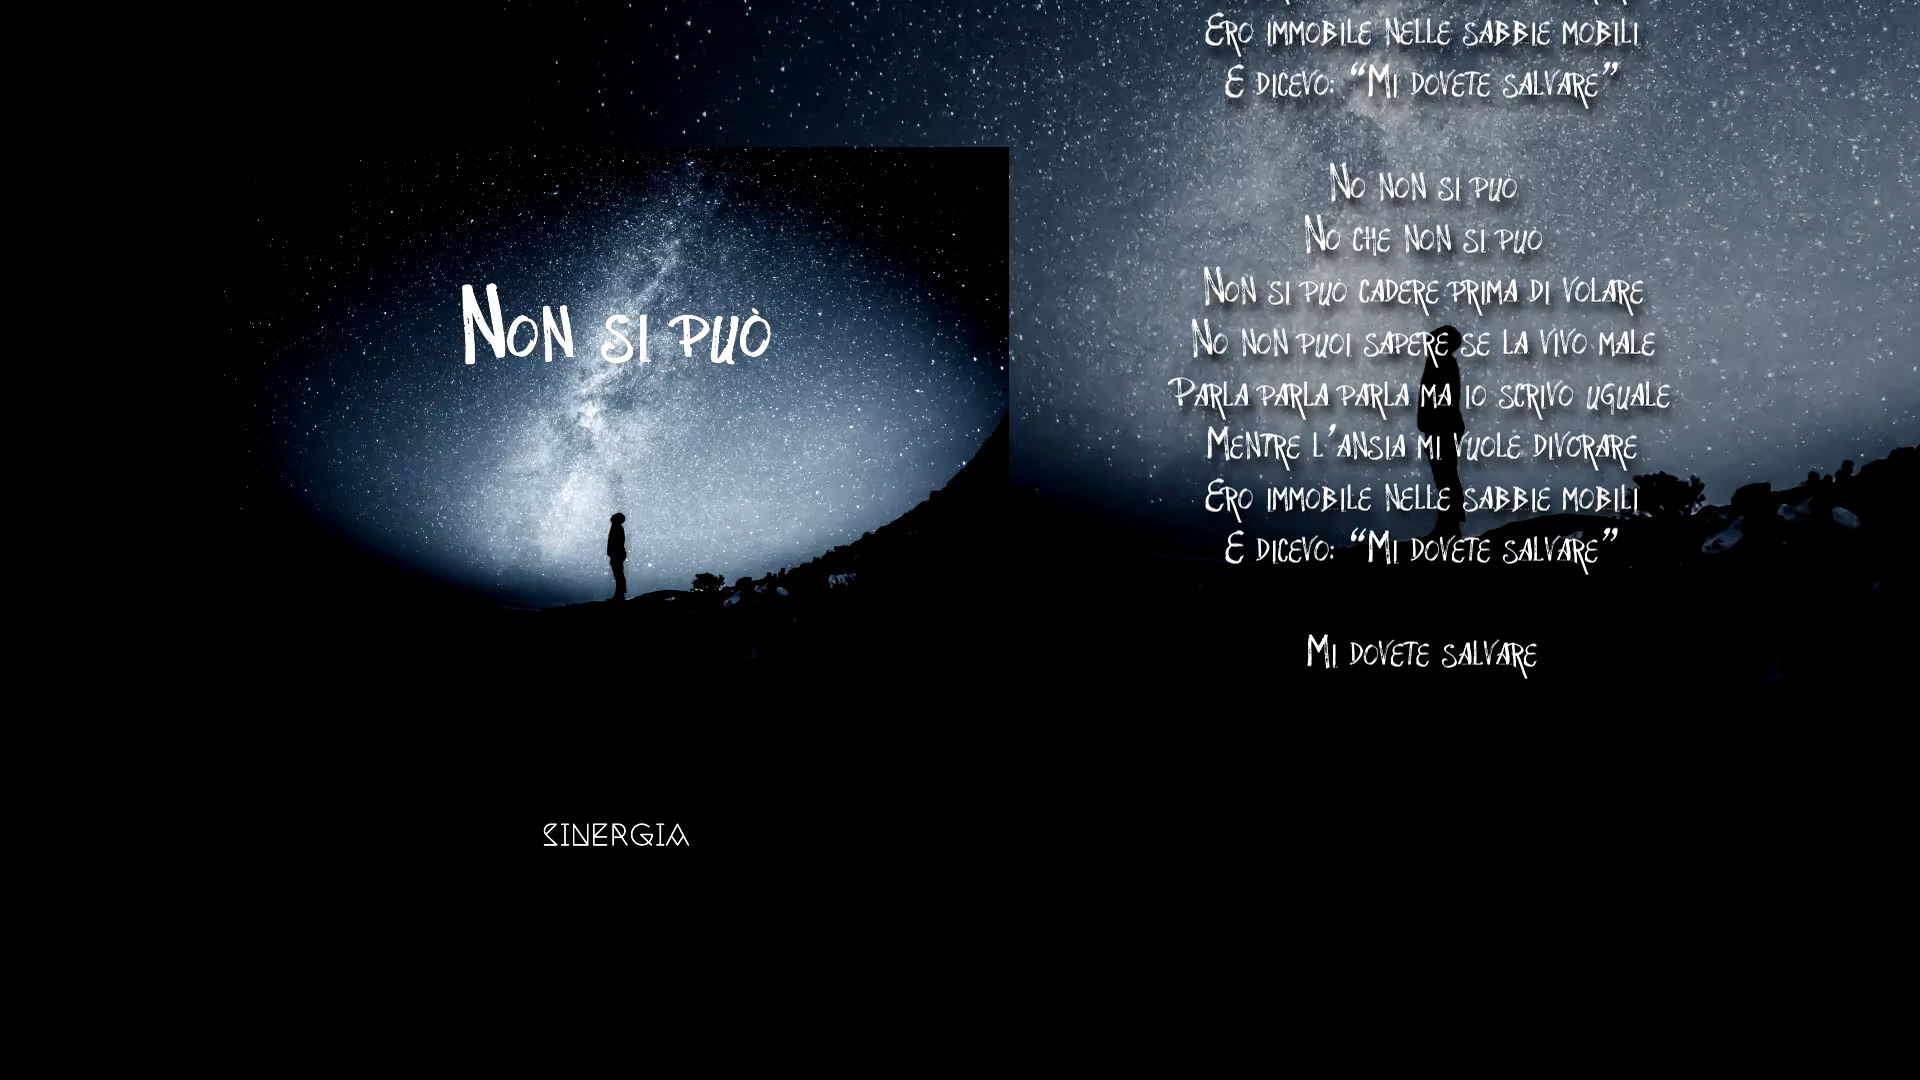 Non si può
SINERGIA
Ero immobile nelle sabbie mobili
E dicevo: “Mi dovete salvare”
No non si può
No che non si può
Non si può cadere prima di volare
No non puoi sapere se la vivo male
Parla parla parla ma io scrivo uguale
Mentre l’ansia mi vuole divorare
Ero immobile nelle sabbie mobili
E dicevo: “Mi dovete salvare”
Mi dovete salvare